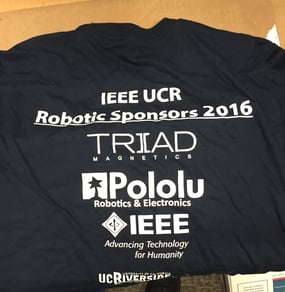 IEEE UCR
Robotic Sponsors 2016
TRIAD
MAGNETICS
Pololu
Robotics & Electronics
IEEE
Advancing Technology
for Humanity
UCRIVERSIDE